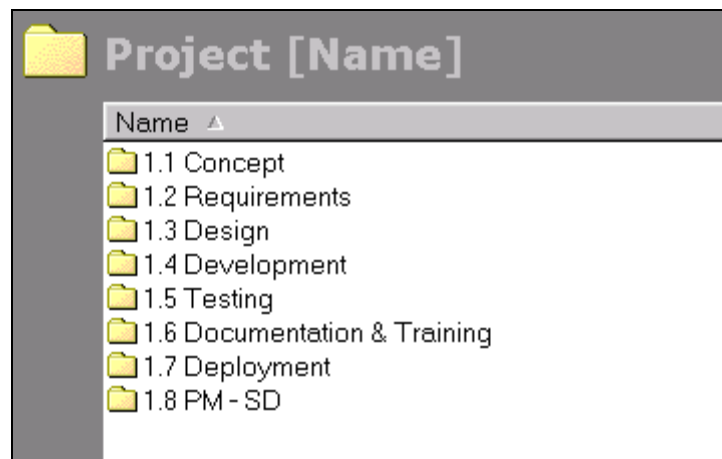 Project [Name]
Name
1.1 Concept
1.2 Requirements
1.3 Design
1.4 Development
1.5 Testing
1.6 Documentation & Training
1.7 Deployment
1.8 PM - SD